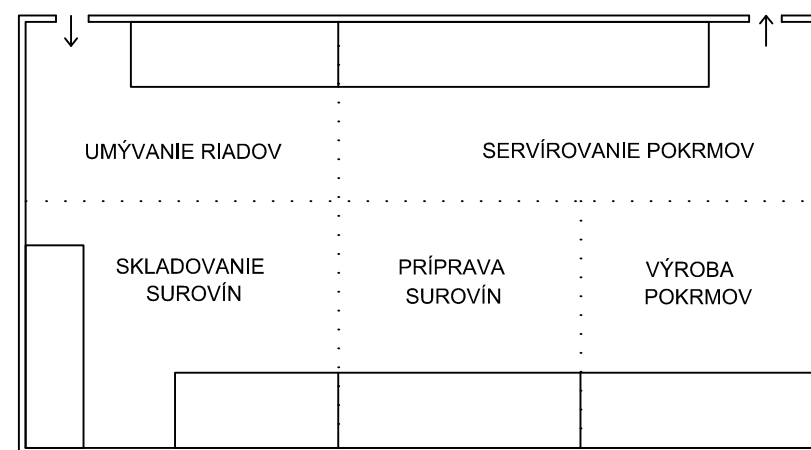 UMÝVANIE RIADOV
SERVÍROVANIE POKRMOV
SKLADOVANIE
SUROVÍN
PRÍPRAVA
SUROVÍN
VÝROBA
POKRMOV